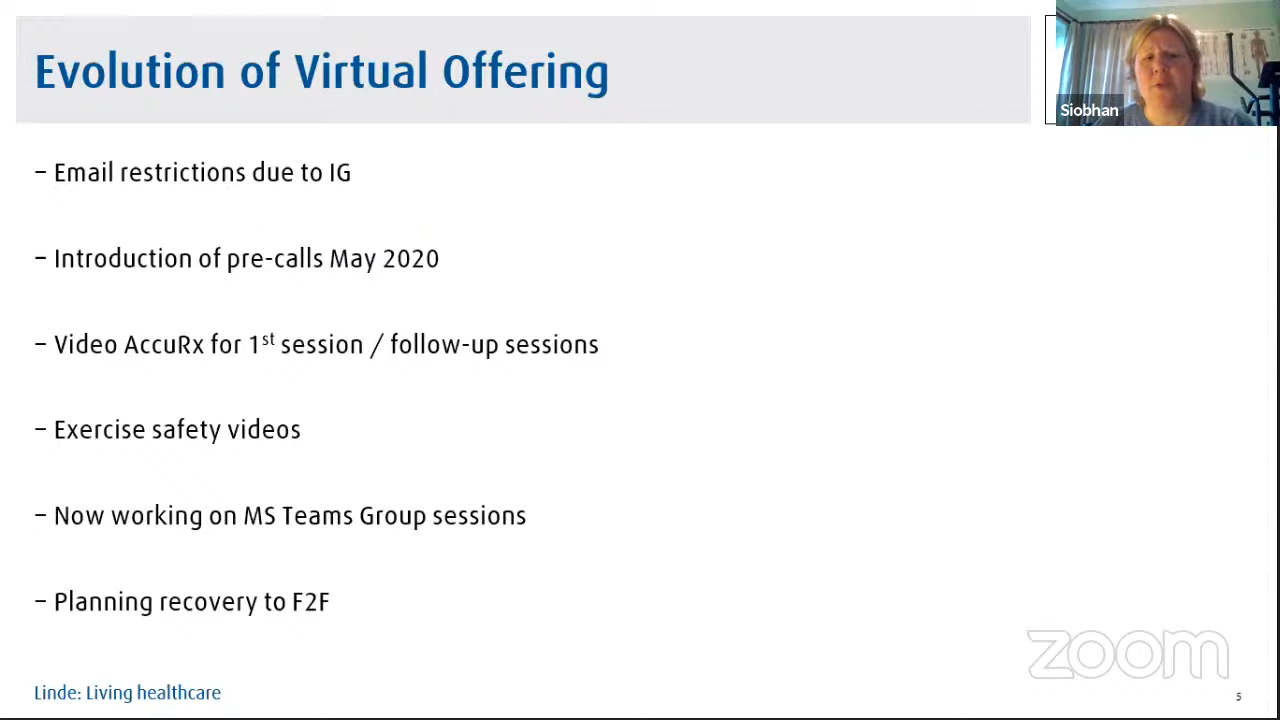 Evolution of Virtual Offering
Siobhan
– Email restrictions due to IG
– Introduction of pre-calls May 2020
– Video AccuRx for 1st session / follow-up sessions
– Exercise safety videos
– Now working on MS Teams Group sessions
– Planning recovery to F2F
zoom
Linde: Living healthcare
5